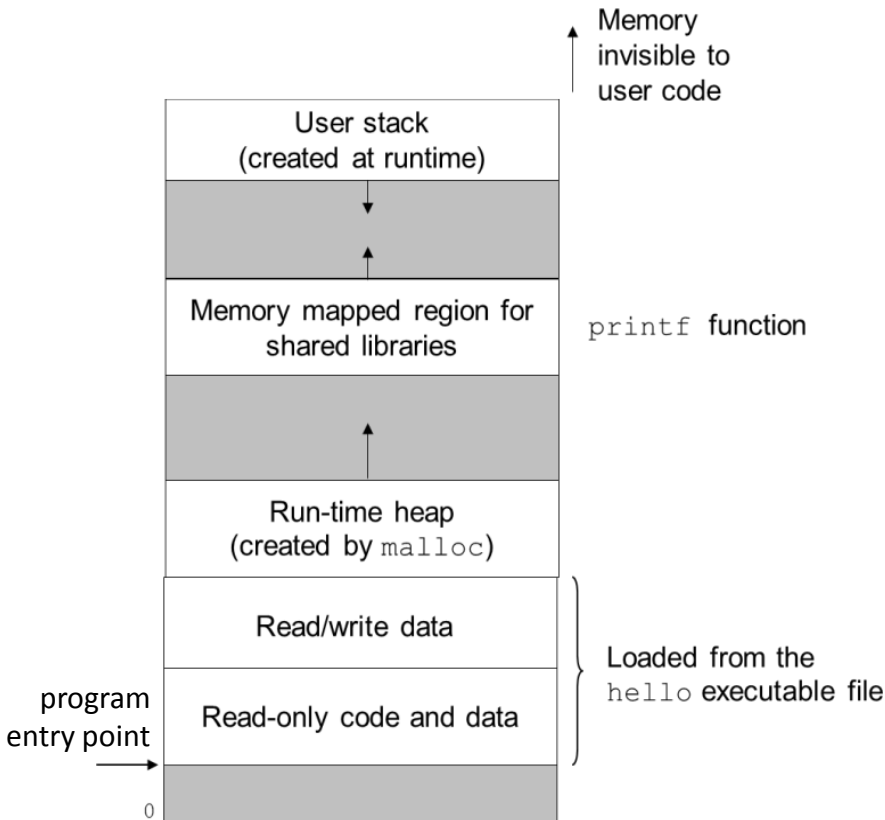 Memory
invisible to
user code
User stack
(created at runtime)
Memory mapped region for
shared libraries
printf function
Run-time heap
(created by malloc)
Read/write data
Loaded from the
hello executable file
program
entry point
Read-only code and data
0